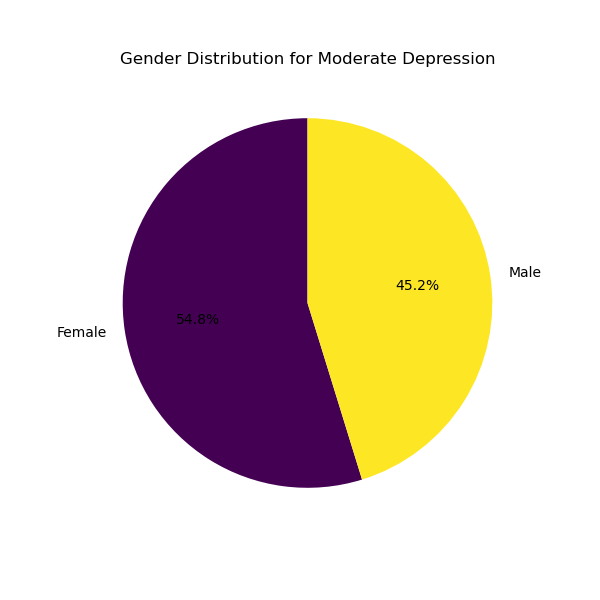 Gender Distribution for Moderate Depression
45.2%
Male
54.8%
Female